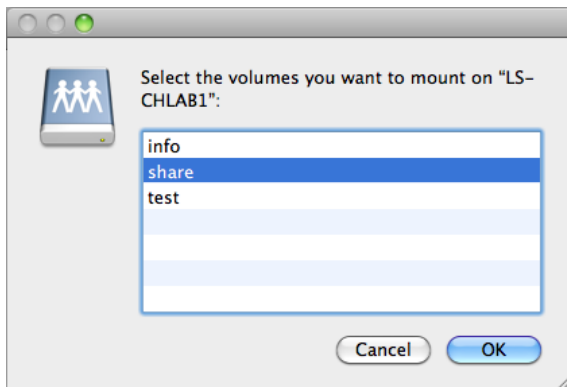 Select the volumes you want to mount on “LS-
CHLAB1”:
info
share
test
Cancel
OK